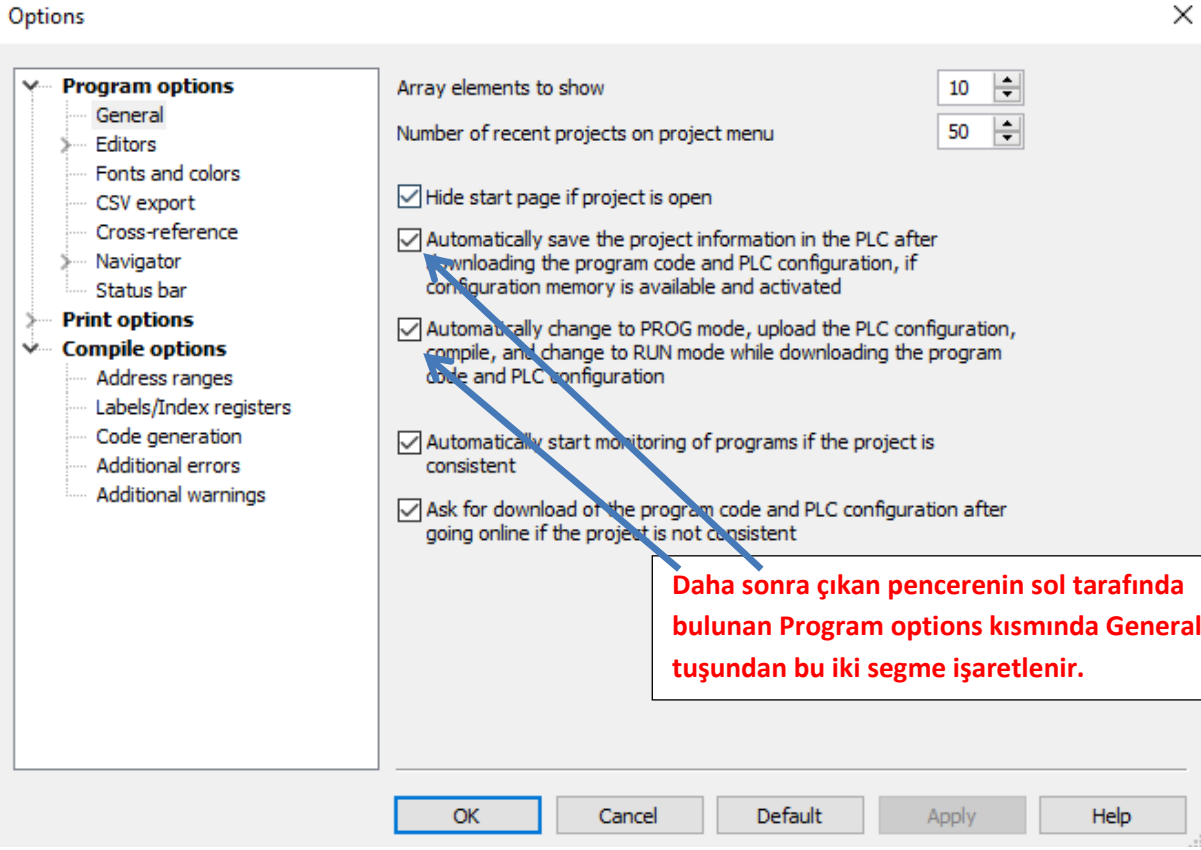 Options
Program options
General
Editors
Fonts and colors
CSV export
Cross-reference
Navigator
Status bar
Print options
Compile options
Address ranges
Labels/Index registers
Code generation
Additional errors
Additional warnings
Array elements to show
10
Number of recent projects on project menu
50
Hide start page if project is open
Automatically save the project information in the PLC after
downloading the program code and PLC configuration, if
configuration memory is available and activated
Automatically change to PROG mode, upload the PLC configuration,
compile, and change to RUN mode while downloading the program
code and PLC configuration
Automatically start monitoring of programs if the project is
consistent
Ask for download of the program code and PLC configuration after
going online if the project is not consistent
Daha sonra çıkan pencerenin sol tarafında
bulunan Program options kısmında General
tuşundan bu iki segme işaretlenir.
OK
Cancel
Default
Apply
Help